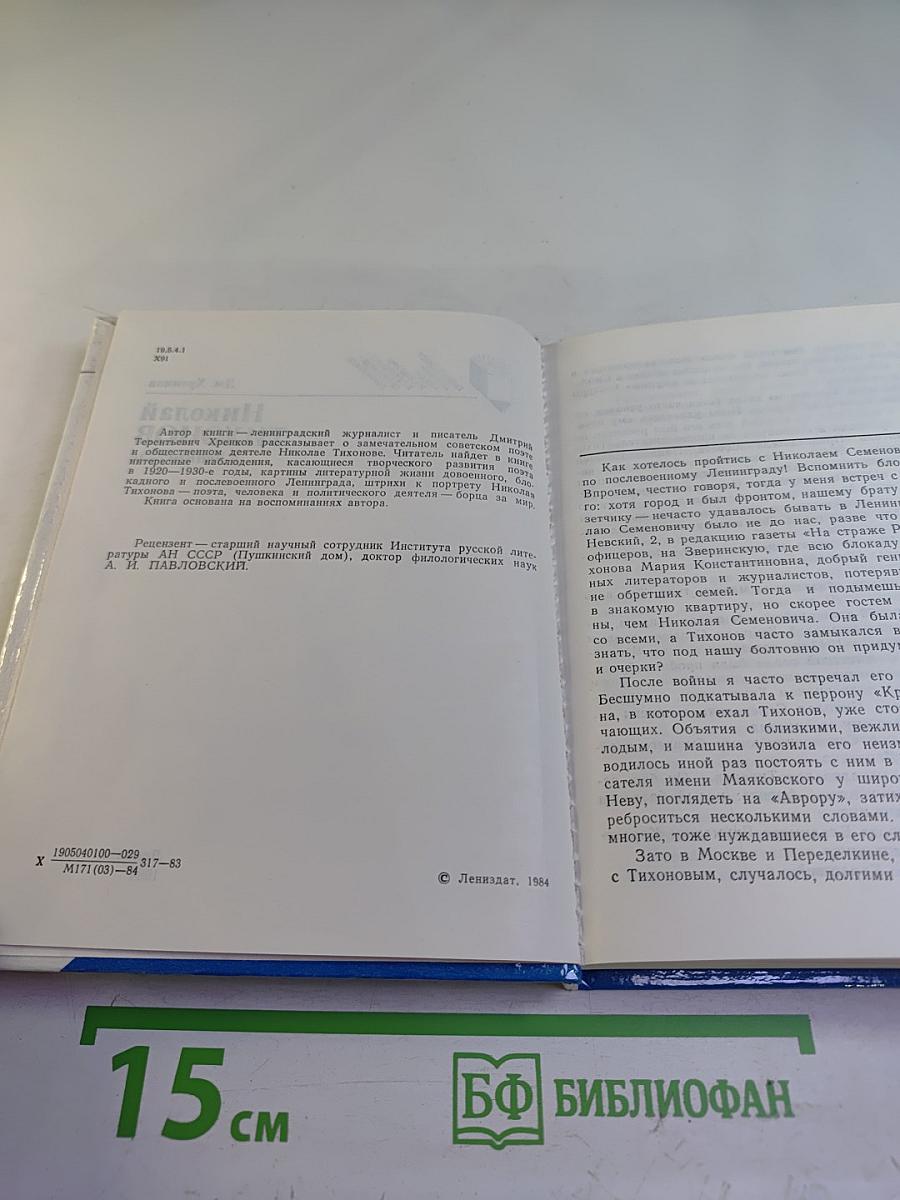 19.5.4.1
Х91
Дм. Хренков
Николай
Автор книги — ленинградский журналист и писатель Дмитрий
Терентьевич Хренков рассказывает о замечательном советском поэте
и общественном деятеле Николае Тихонове. Читатель найдет в книге
интересные наблюдения, касающиеся творческого развития поэта
в 1920—1930-е годы, картины литературной жизни довоенного, бло-
кадного и послевоенного Ленинграда, штрихи к портрету Николая
Тихонова — поэта, человека и политического деятеля — борца за мир.
Книга основана на воспоминаниях автора.
Рецензент — старший научный сотрудник Института русской лите-
ратуры АН СССР (Пушкинский дом), доктор филологических наук
А. И. ПАВЛОВСКИЙ.
Х 1905040100—029
М171(03)—84 317—83
© Лениздат, 1984
Как хотелось пройтись с Николаем Семенов
по послевоенному Ленинграду! Вспомнить бло
Впрочем, честно говоря, тогда у меня встреч с
го: хотя город и был фронтом, нашему брату
зетчику — нечасто удавалось бывать в Ленин
лаю Семеновичу было не до нас, разве что
Невский, 2, в редакцию газеты «На страже Р
офицеров, на Зверинскую, где всю блокаду
хонова Мария Константиновна, добрый гени
ных литераторов и журналистов, потеряв
не обретших семей. Тогда и подымешь
в знакомую квартиру, но скорее гостем
ны, чем Николая Семеновича. Она была
со всеми, а Тихонов часто замыкался в
знать, что под нашу болтовню он придум
и очерки?
После войны я часто встречал его
Бесшумно подкатывала к перрону «Кр
на, в котором ехал Тихонов, уже сто
чающих. Объятия с близкими, вежли
лодым, и машина увозила его неизм
водилось иной раз постоять с ним в
сателя имени Маяковского у широ
Неву, поглядеть на «Аврору», затих
реброситься несколькими словами.
многие, тоже нуждавшиеся в его сл
Зато в Москве и Переделкине,
с Тихоновым, случалось, долгими
15 см
БФ БИБЛИОФАН